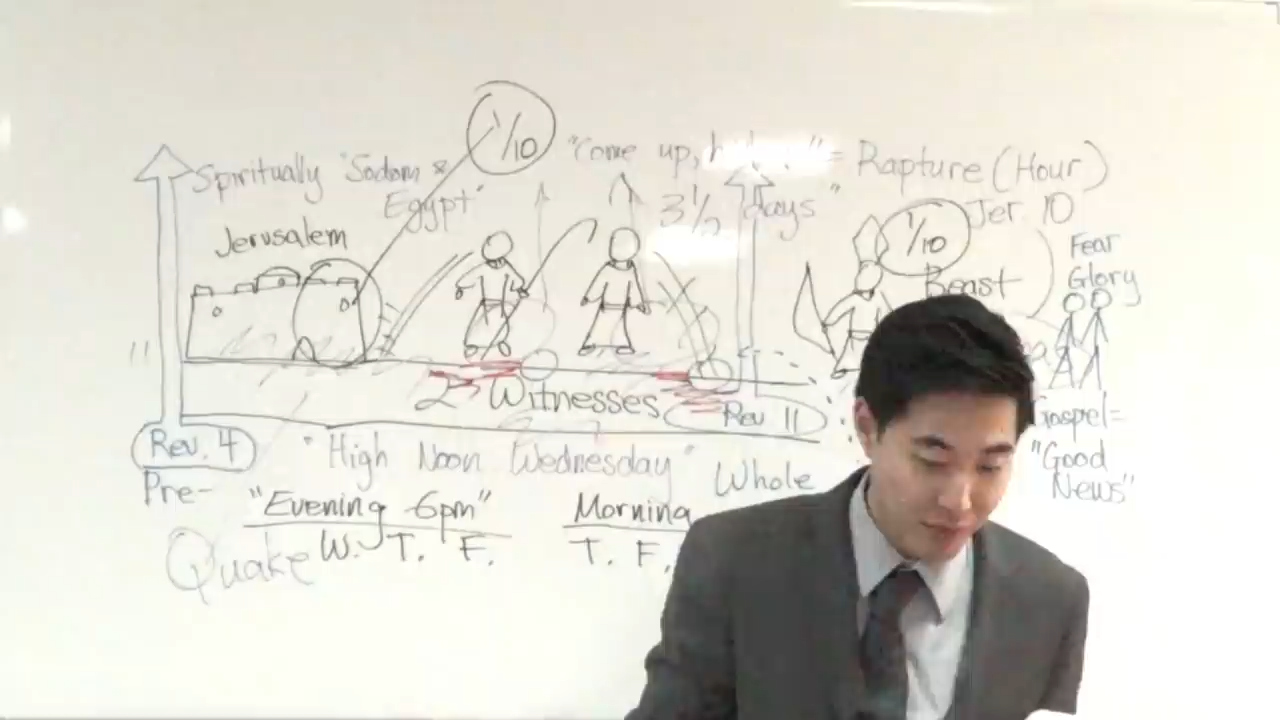 1/10
"Come up, = Rapture (Hour)
Spiritually "Sodom &
Egypt"
3 1/2 days"
Jer. 10
1/10
Jerusalem
Beast
Fear
Glory
2 Witnesses
Rev. 11
Rev. 4
"High Noon Wednesday"
Whole
Gospel=
"Good
News"
Pre-
"Evening 6pm"
Morning
Quake
W. T. F.
T. F.